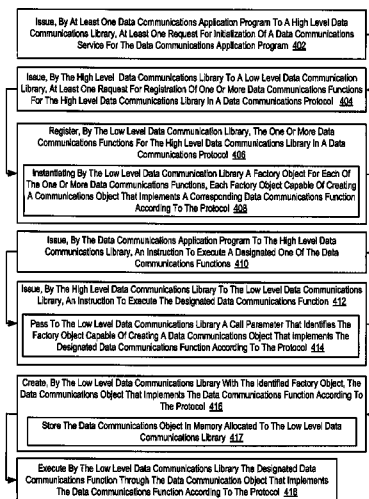 Issue, By At Least One Data Communications Application Program To A High Level Data
Communications Library, At Least One Request For Initialization Of A Data Communications
Service For The Data Communications Application Program 402
Issue, By The High Level Data Communications Library To A Low Level Data Communication
Library, At Least One Request For Registration Of One Or More Data Communications Functions
For The High Level Data Communications Library In A Data Communications Protocol 404
Register, By The Low Level Data Communication Library, The One Or More Data
Communications Functions For The High Level Data Communications Library In A Data
Communications Protocol 406
Instantiating By The Low Level Data Communication Library A Factory Object For Each Of
The One Or More Data Communications Functions, Each Factory Object Capable Of Creating
A Communications Object That Implements A Corresponding Data Communications Function
According To The Protocol 408
Issue, By The Data Communications Application Program To The High Level Data
Communications Library, An Instruction To Execute A Designated One Of The Data
Communications Functions 410
Issue, By The High Level Data Communications Library To The Low Level Data Communications
Library, An Instruction To Execute The Designated Data Communications Function 412
Pass To The Low Level Data Communications Library A Call Parameter That Identifies The
Factory Object Capable Of Creating A Data Communications Object That Implements The
Designated Data Communications Function According To The Protocol 414
Create, By The Low Level Data Communications Library With The Identified Factory Object, The
Data Communications Object That Implements The Data Communications Function According To
The Protocol 416
Store The Data Communications Object In Memory Allocated To The Low Level Data
Communications Library 417
Execute By The Low Level Data Communications Library The Designated Data
Communications Function Through The Data Communication Object That Implements
The Data Communications Function According To The Protocol 418